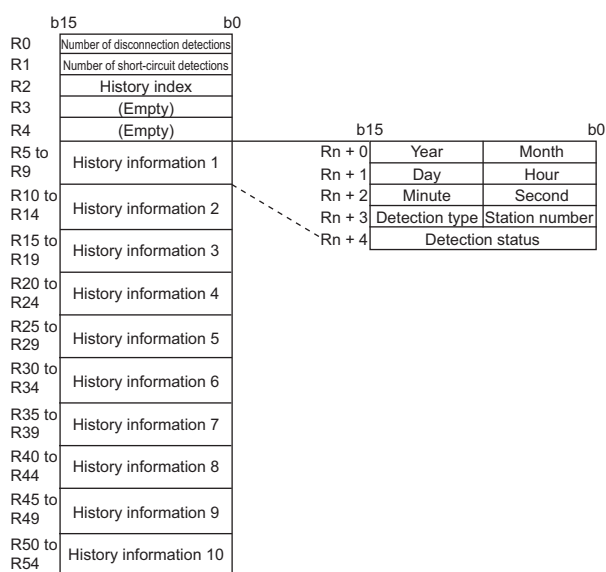 b15 b0
R0 Number of disconnection detections
R1 Number of short-circuit detections
R2 History index
R3 (Empty)
R4 (Empty)
R5 to
R9
History information 1
R10 to
R14
History information 2
R15 to
R19
History information 3
R20 to
R24
History information 4
R25 to
R29
History information 5
R30 to
R34
History information 6
R35 to
R39
History information 7
R40 to
R44
History information 8
R45 to
R49
History information 9
R50 to
R54
History information 10
b15 b0
Rn + 0 Year Month
Rn + 1 Day Hour
Rn + 2 Minute Second
Rn + 3 Detection type Station number
Rn + 4 Detection status